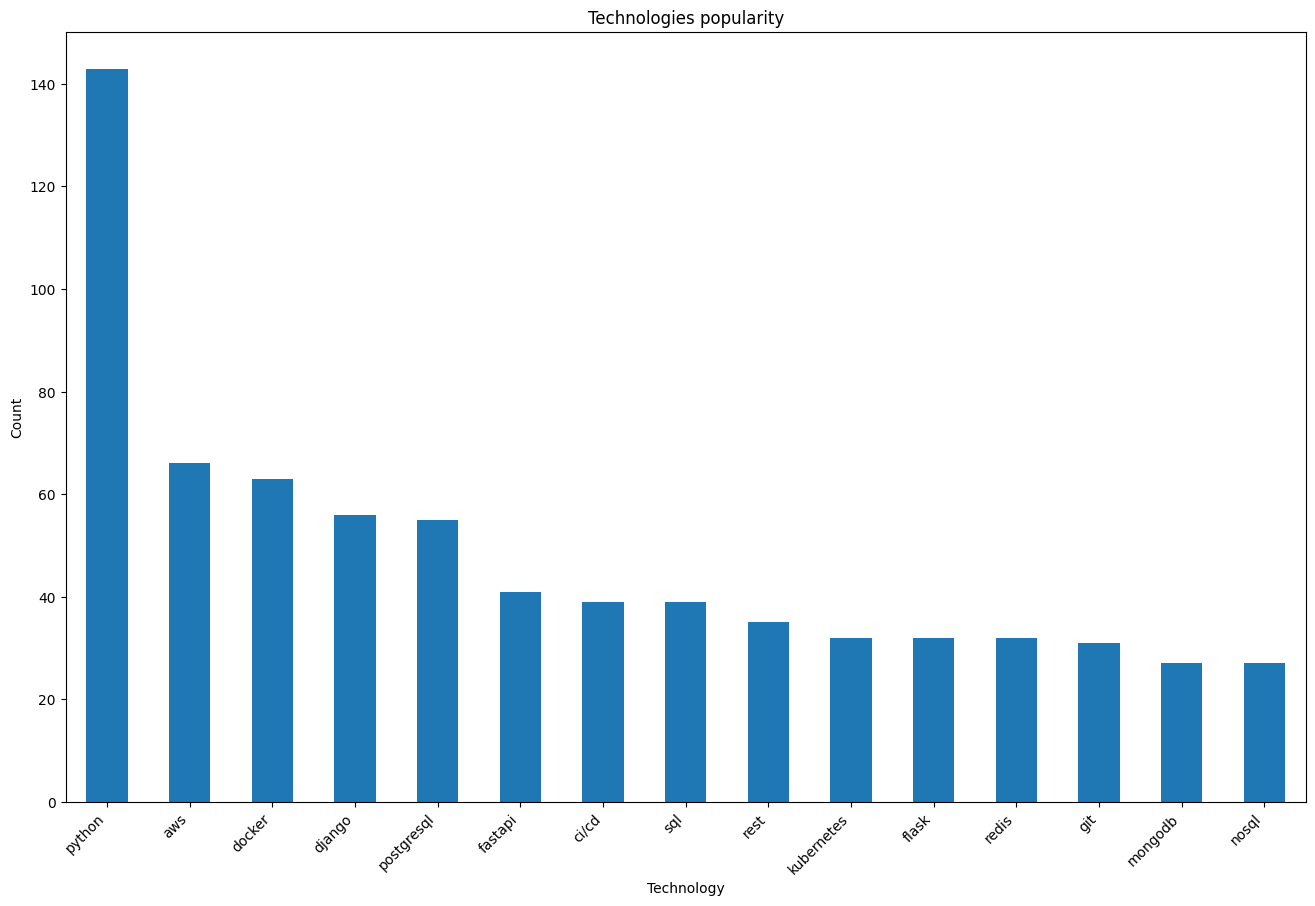 Technologies popularity
Count
140
120
100
80
60
40
20
0
python
aws
docker
django
postgresql
fastapi
ci/cd
sql
rest
kubernetes
flask
redis
git
mongodb
nosql
Technology